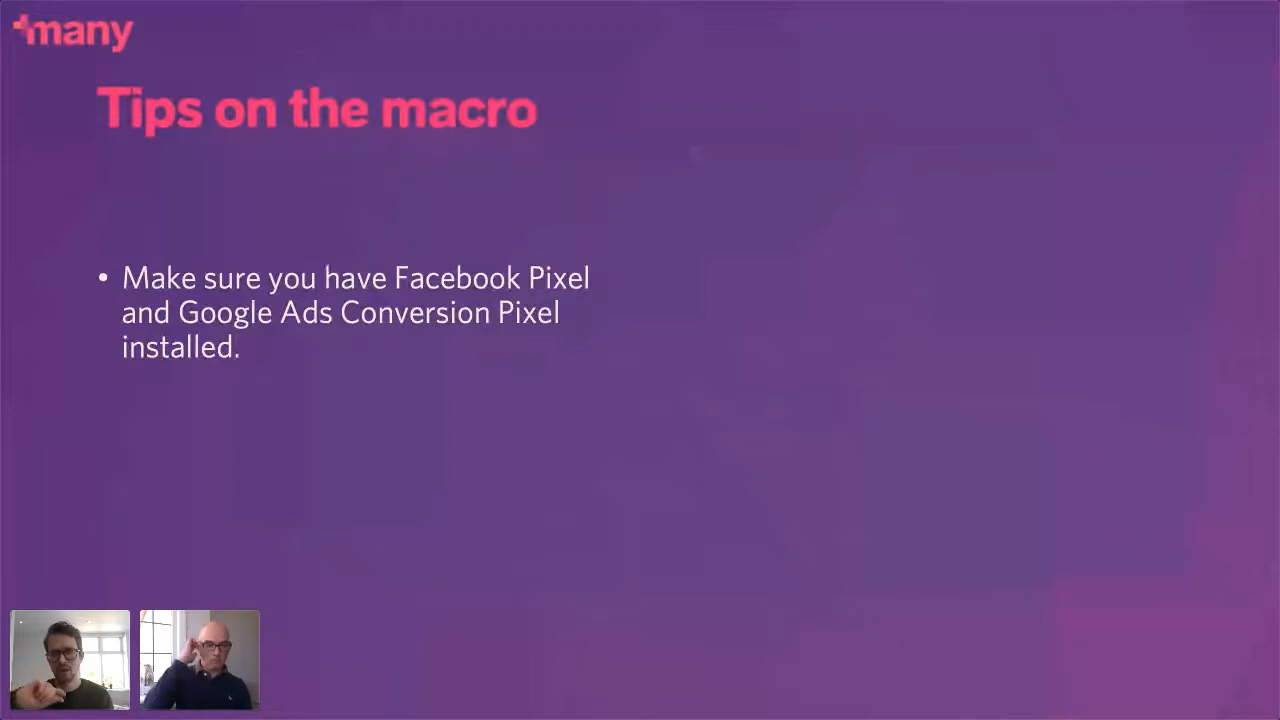 +many
Tips on the macro
• Make sure you have Facebook Pixel
and Google Ads Conversion Pixel
installed.